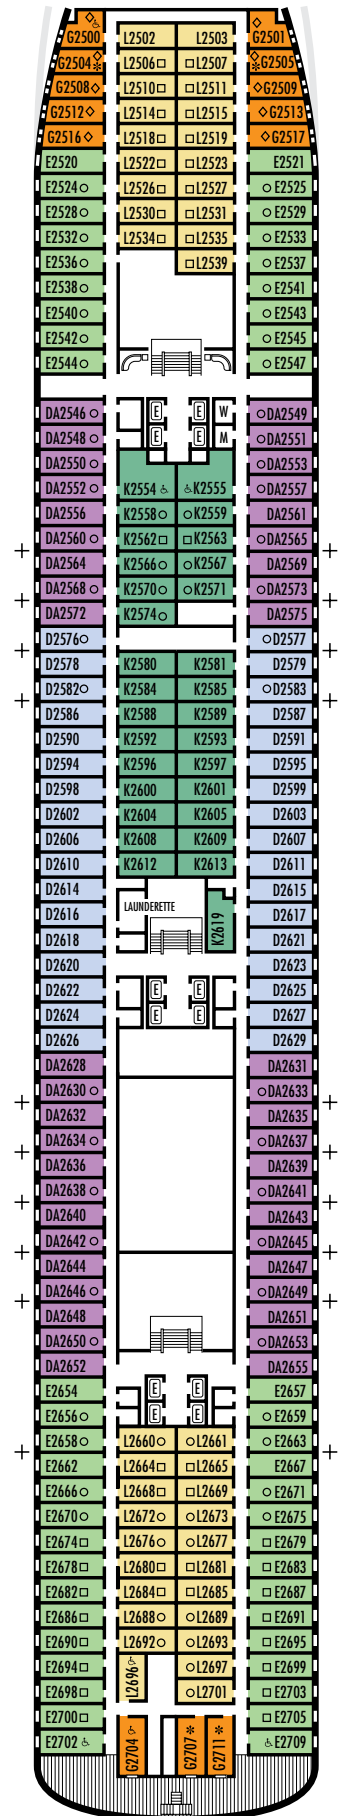 G2500 L2502 L2503 G2501
G2504 L2506 L2507 G2505
G2508 L2510 L2511 G2509
G2512 L2514 L2515 G2513
G2516 L2518 L2519 G2517
E2520 L2522 L2523 E2521
E2524 L2526 L2527 E2525
E2528 L2530 L2531 E2529
E2532 L2534 L2535 E2533
E2536 L2539 E2537
E2538 E2541
E2540 E2543
E2542 E2545
E2544 E2547
DA2546 E E W DA2549
DA2548 E E M DA2551
DA2550 DA2553
DA2552 K2554 K2555 DA2557
DA2556 K2558 K2559 DA2561
DA2560 K2562 K2563 DA2565
DA2564 K2566 K2567 DA2569
DA2568 K2570 K2571 DA2573
DA2572 K2574 DA2575
D2576 D2577
D2578 K2580 K2581 D2579
D2582 K2584 K2585 D2583
D2586 K2588 K2589 D2587
D2590 K2592 K2593 D2591
D2594 K2596 K2597 D2595
D2598 K2600 K2601 D2599
D2602 K2604 K2605 D2603
D2606 K2608 K2609 D2607
D2610 K2612 K2613 D2611
D2614 D2615
D2616 LAUNDERETTE K2619 D2617
D2618 D2621
D2620 D2623
D2622 E E D2625
D2624 E E D2627
D2626 D2629
DA2628 DA2631
DA2630 DA2633
DA2632 DA2635
DA2634 DA2637
DA2636 DA2639
DA2638 DA2641
DA2640 DA2643
DA2642 DA2645
DA2644 DA2647
DA2646 DA2649
DA2648 DA2651
DA2650 DA2653
DA2652 DA2655
E2654 E E E2657
E2656 E E E2659
E2658 L2660 L2661 E2663
E2662 L2664 L2665 E2667
E2666 L2668 L2669 E2671
E2670 L2672 L2673 E2675
E2674 L2676 L2677 E2679
E2678 L2680 L2681 E2683
E2682 L2684 L2685 E2687
E2686 L2688 L2689 E2691
E2690 L2692 L2693 E2695
E2694 L2696 L2697 E2699
E2698 L2701 E2703
E2700 E2705
E2702 G2704 G2707 G2711 E2709